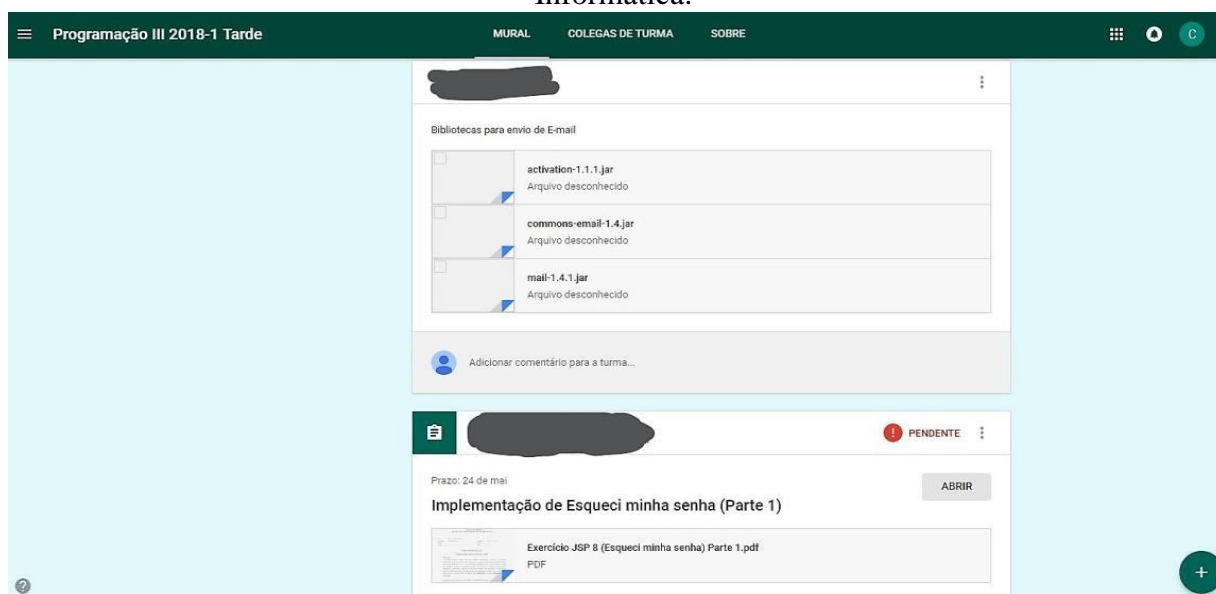 Informática.
Programação III 2018-1 Tarde
MURAL COLEGAS DE TURMA SOBRE
C
Bibliotecas para envio de E-mail
activation-1.1.1.jar
Arquivo desconhecido
commons-email-1.4.jar
Arquivo desconhecido
mail-1.4.1.jar
Arquivo desconhecido
Adicionar comentário para a turma...
! PENDENTE
Prazo: 24 de mai
ABRIR
Implementação de Esqueci minha senha (Parte 1)
Exercício JSP 8 (Esqueci minha senha) Parte 1.pdf
PDF
+
?